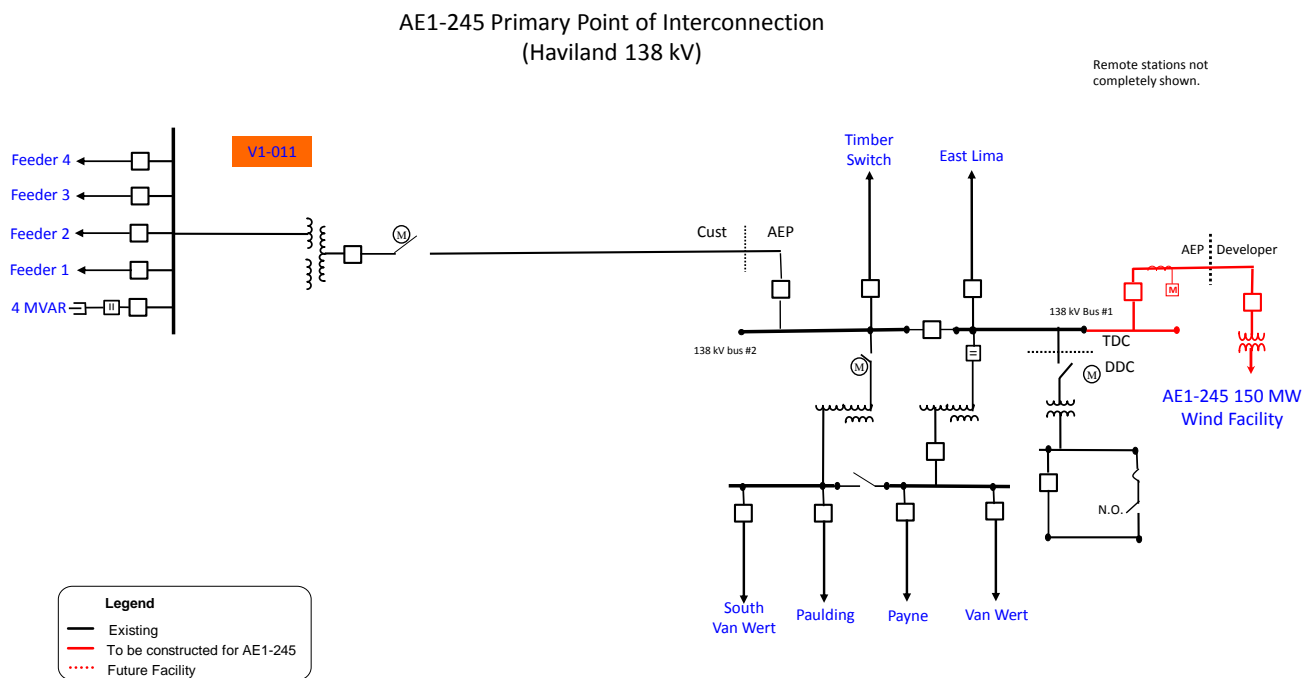 AE1-245 Primary Point of Interconnection
(Haviland 138 kV)
Remote stations not
completely shown.
V1-011
Feeder 4
Feeder 3
Feeder 2
Feeder 1
4 MVAR
M
Cust
AEP
Timber
Switch
East Lima
AEP
Developer
M
138 kV Bus #1
138 kV bus #2
TDC
DDC
M
M
AE1-245 150 MW
Wind Facility
N.O.
South
Van Wert
Paulding
Payne
Van Wert
Legend
Existing
To be constructed for AE1-245
Future Facility